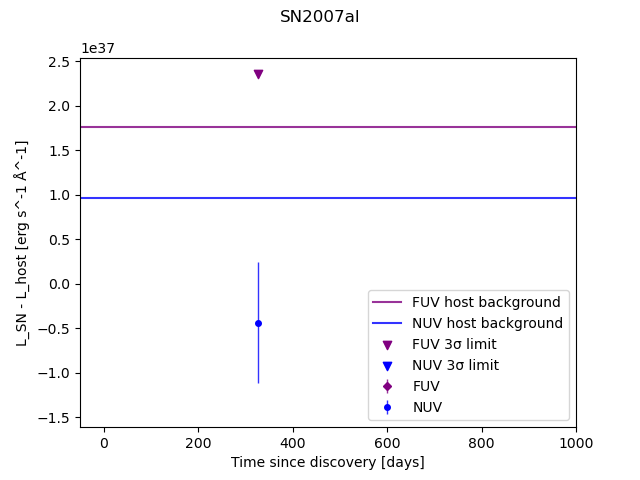 SN2007al
1e37
2.5
2.0
1.5
1.0
0.5
0.0
−0.5
−1.0
−1.5
L_SN - L_host [erg s^-1 Å^-1]
FUV host background
NUV host background
FUV 3σ limit
NUV 3σ limit
FUV
NUV
0 200 400 600 800 1000
Time since discovery [days]